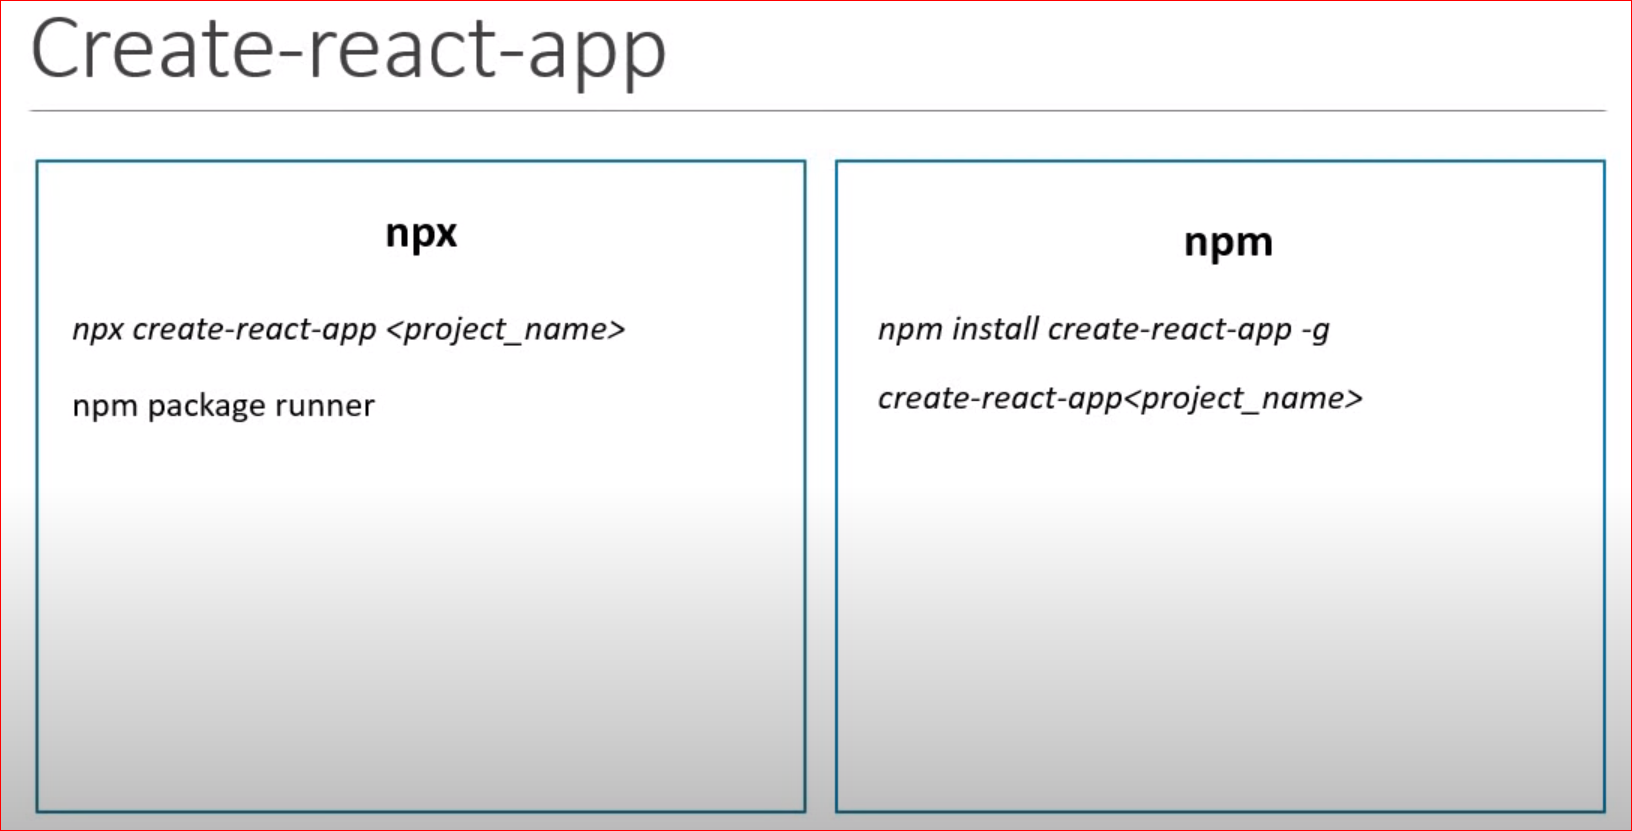 Create-react-app
npx
npx create-react-app <project_name>
npm package runner
npm
npm install create-react-app -g
create-react-app<project_name>